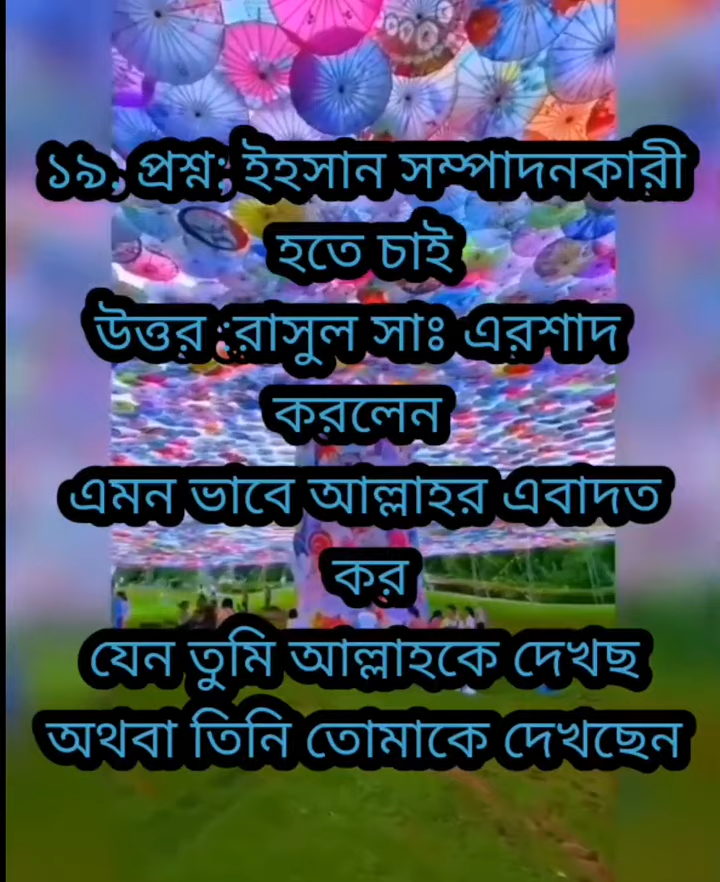 ১৯, প্রশ্ন; ইহসান সম্পাদনকারী
হতে চাই
উত্তর :রাসুল সাঃ এরশাদ
করলেন
এমন ভাবে আল্লাহর এবাদত
কর
যেন তুমি আল্লাহকে দেখছ
অথবা তিনি তোমাকে দেখছেন